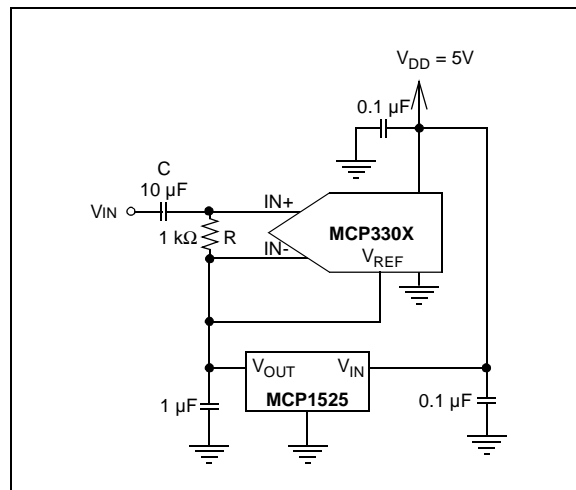 V_DD = 5V
0.1 µF
C
10 µF
V_IN
IN+
1 kΩ
R
IN-
MCP330X
V_REF
V_OUT
V_IN
MCP1525
1 µF
0.1 µF